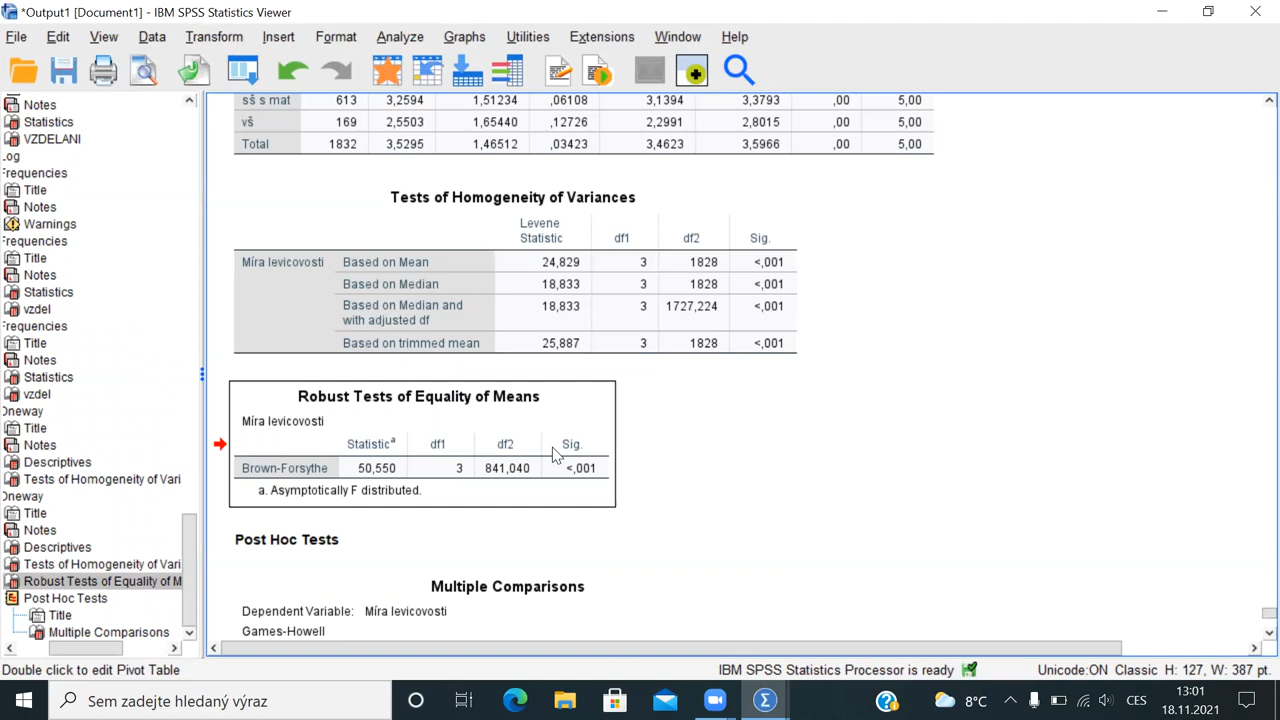 *Output1 [Document1] - IBM SPSS Statistics Viewer
File Edit View Data Transform Insert Format Analyze Graphs Utilities Extensions Window Help
Notes
Statistics
VZDELANI
.og
Frequencies
Title
Notes
Warnings
Frequencies
Title
Notes
Statistics
vzdel
Frequencies
Title
Notes
Statistics
vzdel
Oneway
Title
Notes
Descriptives
Tests of Homogeneity of Vari
Oneway
Title
Notes
Descriptives
Tests of Homogeneity of Vari
Robust Tests of Equality of M
Post Hoc Tests
Title
Multiple Comparisons
sš s mat 613 3,2594 1,51234 ,06108 3,1394 3,3793 ,00 5,00
vš 169 2,5503 1,65440 ,12726 2,2991 2,8015 ,00 5,00
Total 1832 3,5295 1,46512 ,03423 3,4623 3,5966 ,00 5,00
Tests of Homogeneity of Variances
Levene
Statistic df1 df2 Sig.
Míra levicovosti Based on Mean 24,829 3 1828 <,001
Based on Median 18,833 3 1828 <,001
Based on Median and
with adjusted df 18,833 3 1727,224 <,001
Based on trimmed mean 25,887 3 1828 <,001
Robust Tests of Equality of Means
Míra levicovosti
Statistic a df1 df2 Sig.
Brown-Forsythe 50,550 3 841,040 <,001
a. Asymptotically F distributed.
Post Hoc Tests
Multiple Comparisons
Dependent Variable: Míra levicovosti
Games-Howell
Double click to edit Pivot Table IBM SPSS Statistics Processor is ready Unicode:ON Classic H: 127, W: 387 pt.
Sem zadejte hledaný výraz 8°C CES 13:01
18.11.2021